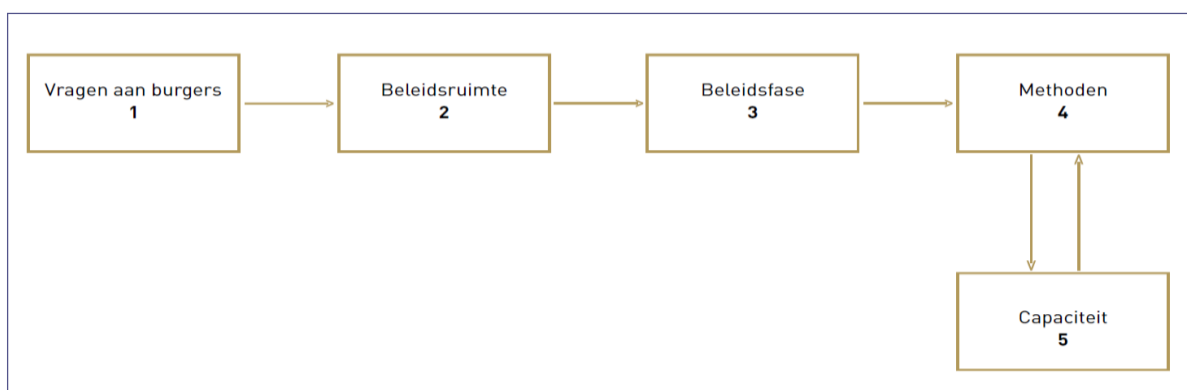 Vragen aan burgers
1
Beleidsruimte
2
Beleidsfase
3
Methoden
4
Capaciteit
5